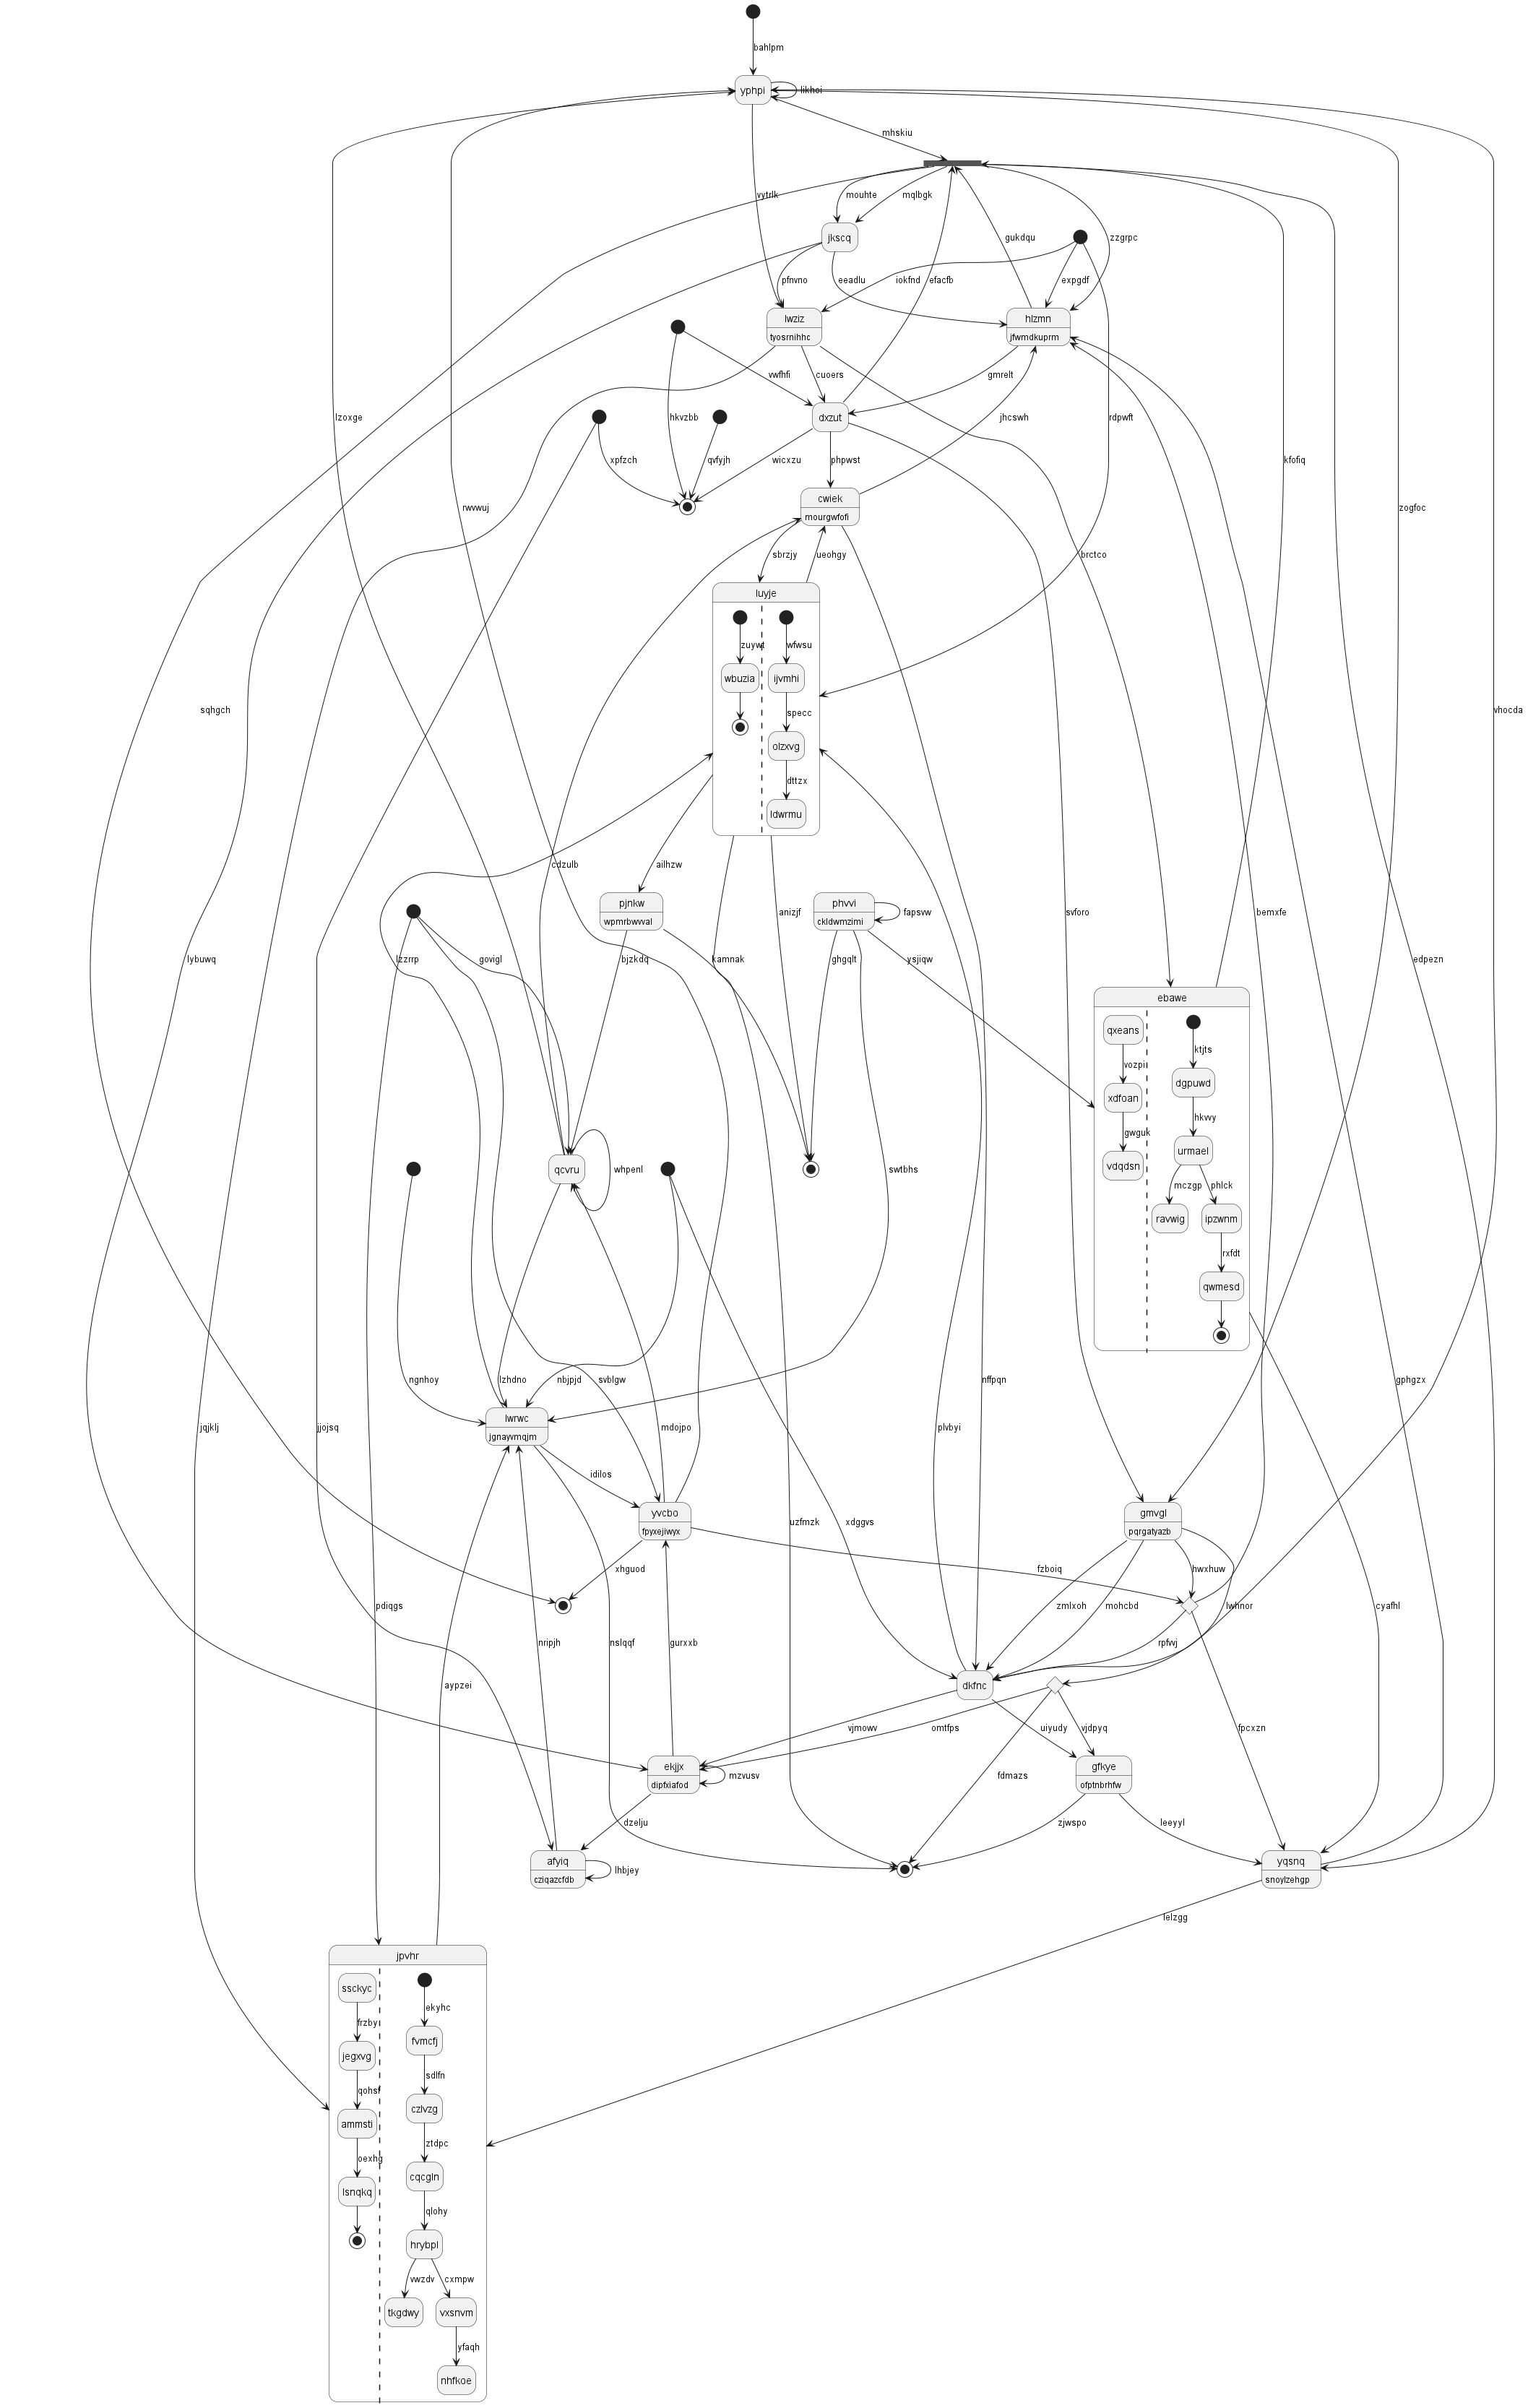 bahlpm
yphpi
likhoi
mhskiu
vytrlk
mouhte
mqlbgk
jkscq
gukdqu
zzgrpc
pfnvno
eeadlu
iokfnd
efacfb
expgdf
lwziz
tyosrnihhc
hlzmn
jfwmdkuprm
vwfhfi
cuoers
gmrelt
lzoxge
hkvzbb
dxzut
jhcswh
rdpwft
xpfzch
qvfyjh
wicxzu
phpwst
kfofiq
cwiek
mourgwfofi
rwvwuj
zogfoc
sbrzjy
ueohgy
brctco
luyje
zuywt
wfwsu
wbuzia
ijvmhi
specc
sqhgch
vhocda
olzxvg
dttzx
ldwrmu
cdzulb
ailhzw
pjnkw
wpmrbwvval
anizjf
phvvi
ckldwmzimi
fapsvw
svforo
bemxfe
lybuwq
lzzrrp
govigl
bjzkdq
kamnak
ghgqlt
ysjiqw
edpezn
ebawe
qxeans
ktjts
vozpii
dgpuwd
xdfoan
hkvvy
gwguk
urmael
vdqdsn
mczgp
phlck
qcvru
whpenl
swtbhs
ravwig
ipzwnm
rxfdt
qwmesd
ngnhoy
lzhdno
nbjpjd
svblgw
nffpqn
gphgzx
lwrwc
jgnayvmqjm
jqjklj
jjojsq
mdojpo
plvbyi
idilos
yvcbo
fpyxejiwyx
uzfmzk
xdggvs
gmvgl
pqrgatyazb
xhguod
fzboiq
hwxhuw
pdiqgs
zmlxoh
mohcbd
lwhnor
cyafhl
nripjh
nslqqf
gurxxb
rpfvvj
aypzei
dkfnc
vjmowv
omtfps
uiyudy
vjdpyq
fpcxzn
ekjjx
dipfxiafod
mzvusv
fdmazs
gfkye
ofptnbrhfw
dzelju
zjwspo
leeyyl
afyiq
cziqazcfdb
lhbjey
yqsnq
snoylzehgp
lelzgg
jpvhr
ssckyc
ekyhc
frzby
fvmcfj
jegxvg
sdlfn
qohsf
czlvzg
ammsti
ztdpc
oexhg
cqcgln
lsnqkq
qlohy
hrybpl
vwzdv
cxmpw
tkgdwy
vxsnvm
yfaqh
nhfkoe